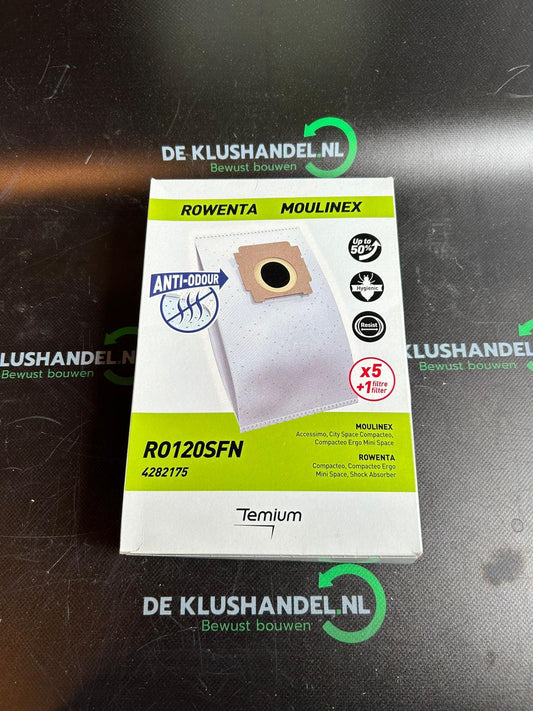 DE KLUSHANDEL.NL
Bewust bouwen
ROWENTA MOULINEX
ANTI-ODOUR
Up to
50%
Hygienic
Resist
x5
+1 filtre
filter
KLUSHANDEL.NL
Bewust bouwen
KLUSHANDEL.NL
Bewust bouwen
RO120SFN
4282175
MOULINEX
Accessimo, City Space Compacteo,
Compacteo Ergo Mini Space
ROWENTA
Compacteo, Compacteo Ergo
Mini Space, Shock Absorber
Temium
DE KLUSHANDEL.NL
Bewust bouwen